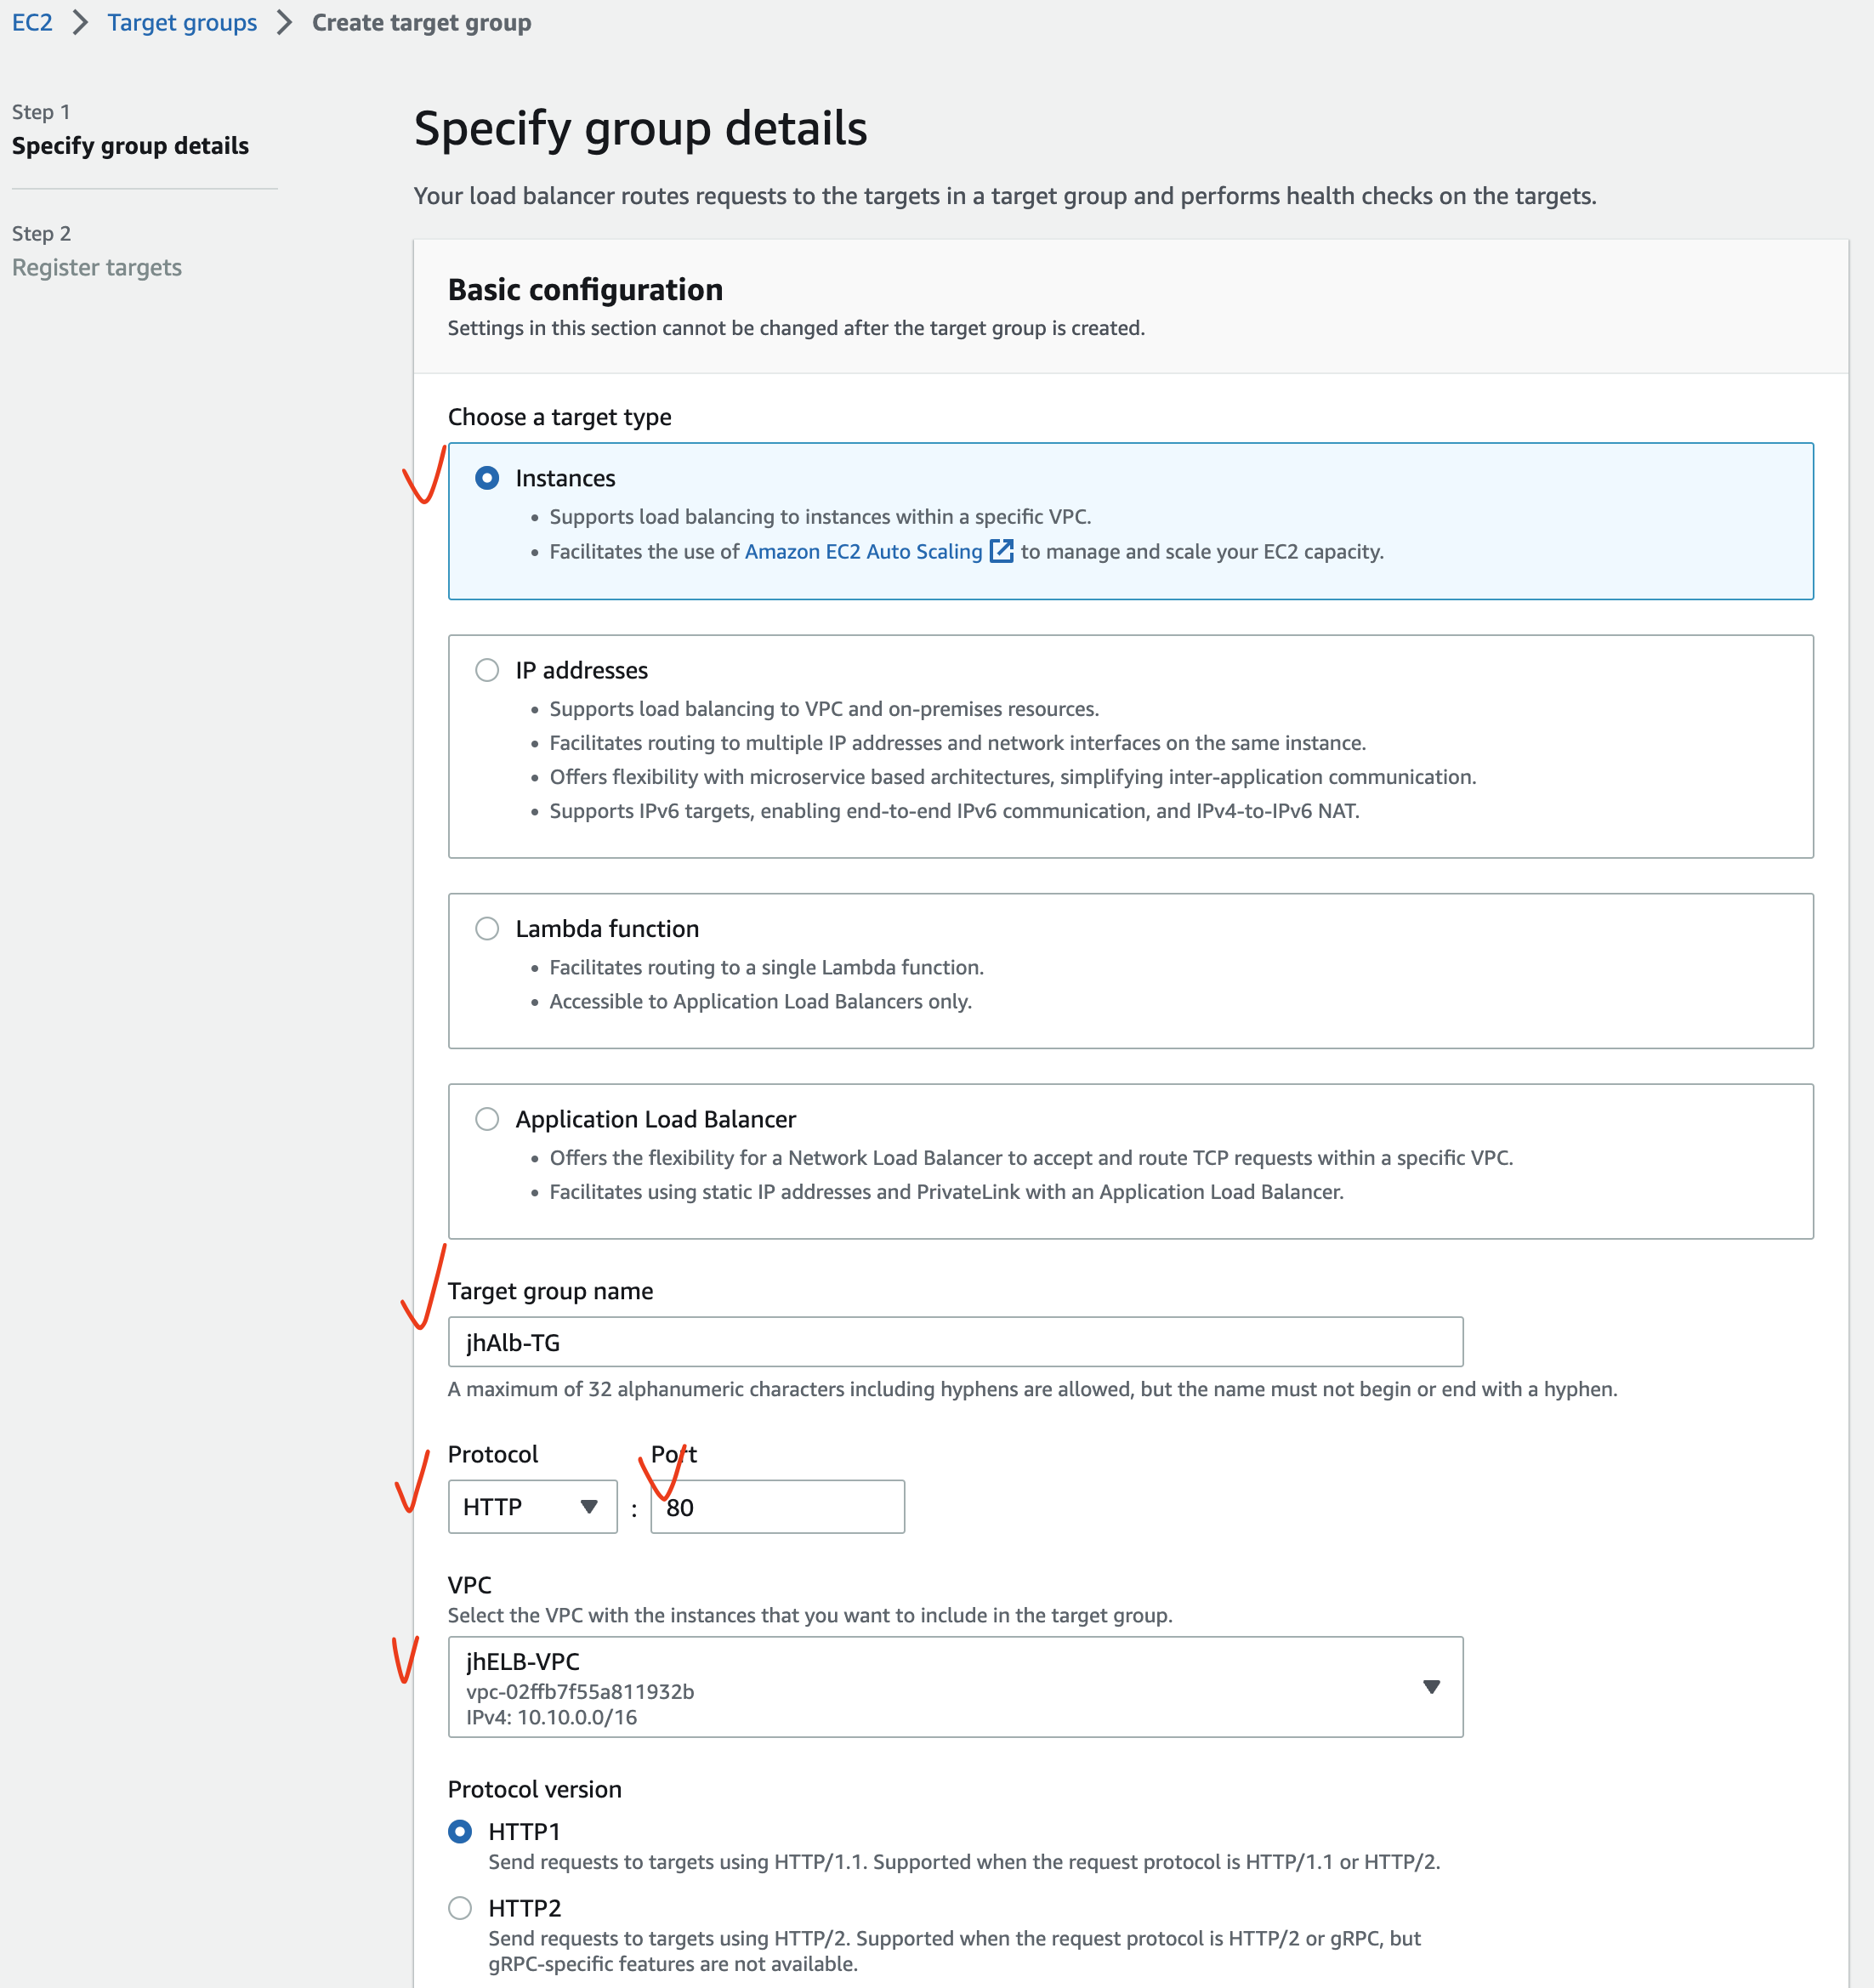 EC2 > Target groups > Create target group
Step 1
Specify group details
Step 2
Register targets
Specify group details
Your load balancer routes requests to the targets in a target group and performs health checks on the targets.
Basic configuration
Settings in this section cannot be changed after the target group is created.
Choose a target type
Instances
• Supports load balancing to instances within a specific VPC.
• Facilitates the use of Amazon EC2 Auto Scaling to manage and scale your EC2 capacity.
IP addresses
• Supports load balancing to VPC and on-premises resources.
• Facilitates routing to multiple IP addresses and network interfaces on the same instance.
• Offers flexibility with microservice based architectures, simplifying inter-application communication.
• Supports IPv6 targets, enabling end-to-end IPv6 communication, and IPv4-to-IPv6 NAT.
Lambda function
• Facilitates routing to a single Lambda function.
• Accessible to Application Load Balancers only.
Application Load Balancer
• Offers the flexibility for a Network Load Balancer to accept and route TCP requests within a specific VPC.
• Facilitates using static IP addresses and PrivateLink with an Application Load Balancer.
Target group name
jhAlb-TG
A maximum of 32 alphanumeric characters including hyphens are allowed, but the name must not begin or end with a hyphen.
Protocol Port
HTTP : 80
VPC
Select the VPC with the instances that you want to include in the target group.
jhELB-VPC
vpc-02ffb7f55a811932b
IPv4: 10.10.0.0/16
Protocol version
HTTP1
Send requests to targets using HTTP/1.1. Supported when the request protocol is HTTP/1.1 or HTTP/2.
HTTP2
Send requests to targets using HTTP/2. Supported when the request protocol is HTTP/2 or gRPC, but
gRPC-specific features are not available.